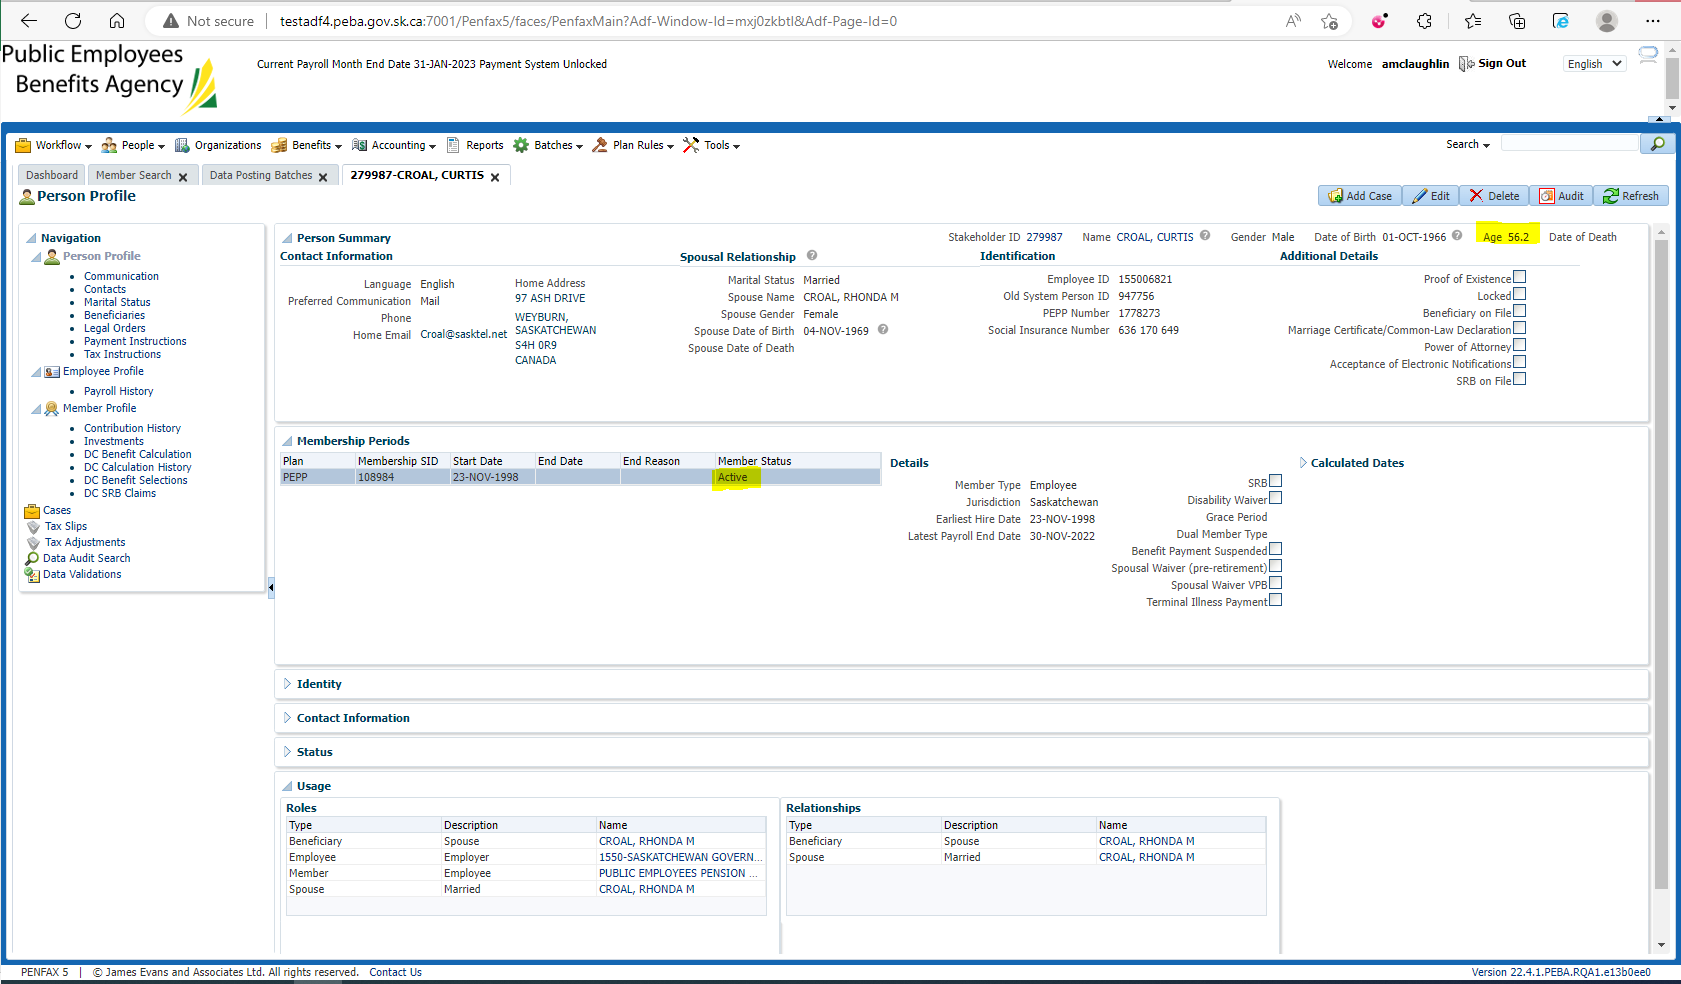 Not secure
testadf4.peba.gov.sk.ca:7001/Penfax5/faces/PenfaxMain?Adf-Window-Id=mxj0zkbtl&Adf-Page-Id=0
Public Employees
Benefits Agency
Current Payroll Month End Date 31-JAN-2023 Payment System Unlocked
Welcome amclaughlin Sign Out English
Workflow People Organizations Benefits Accounting Reports Batches Plan Rules Tools Search
Dashboard Member Search Data Posting Batches 279987-CROAL, CURTIS
Person Profile
Add Case Edit Delete Audit Refresh
Navigation
Person Profile
Communication
Contacts
Marital Status
Beneficiaries
Legal Orders
Payment Instructions
Tax Instructions
Employee Profile
Payroll History
Member Profile
Contribution History
Investments
DC Benefit Calculation
DC Calculation History
DC Benefit Selections
DC SRB Claims
Cases
Tax Slips
Tax Adjustments
Data Audit Search
Data Validations
Person Summary
Stakeholder ID 279987 Name CROAL, CURTIS Gender Male Date of Birth 01-OCT-1966 Age 56.2 Date of Death
Contact Information
Language English
Preferred Communication Mail
Phone
Home Email Croal@sasktel.net
Home Address
97 ASH DRIVE
WEYBURN,
SASKATCHEWAN
S4H 0R9
CANADA
Spousal Relationship
Marital Status Married
Spouse Name CROAL, RHONDA M
Spouse Gender Female
Spouse Date of Birth 04-NOV-1969
Spouse Date of Death
Identification
Employee ID 155006821
Old System Person ID 947756
PEPP Number 1778273
Social Insurance Number 636 170 649
Additional Details
Proof of Existence
Locked
Beneficiary on File
Marriage Certificate/Common-Law Declaration
Power of Attorney
Acceptance of Electronic Notifications
SRB on File
Membership Periods
Plan Membership SID Start Date End Date End Reason Member Status
PEPP 108984 23-NOV-1998 Active
Details
Member Type Employee
Jurisdiction Saskatchewan
Earliest Hire Date 23-NOV-1998
Latest Payroll End Date 30-NOV-2022
SRB
Disability Waiver
Grace Period
Dual Member Type
Benefit Payment Suspended
Spousal Waiver (pre-retirement)
Spousal Waiver VPB
Terminal Illness Payment
Calculated Dates
Identity
Contact Information
Status
Usage
Roles
Type Description Name
Beneficiary Spouse CROAL, RHONDA M
Employee Employer 1550-SASKATCHEWAN GOVERN...
Member Employee PUBLIC EMPLOYEES PENSION ...
Spouse Married CROAL, RHONDA M
Relationships
Type Description Name
Beneficiary Spouse CROAL, RHONDA M
Spouse Married CROAL, RHONDA M
PENFAX 5 | © James Evans and Associates Ltd. All rights reserved. Contact Us
Version 22.4.1.PEBA.RQA1.e13b0ee0